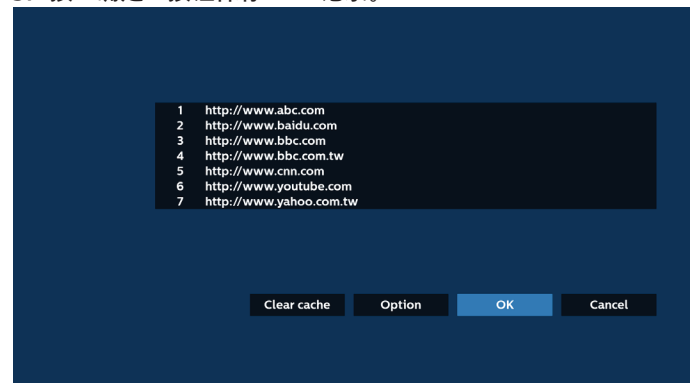 1 http://www.abc.com
2 http://www.baidu.com
3 http://www.bbc.com
4 http://www.bbc.com.tw
5 http://www.cnn.com
6 http://www.youtube.com
7 http://www.yahoo.com.tw
Clear cache Option OK Cancel